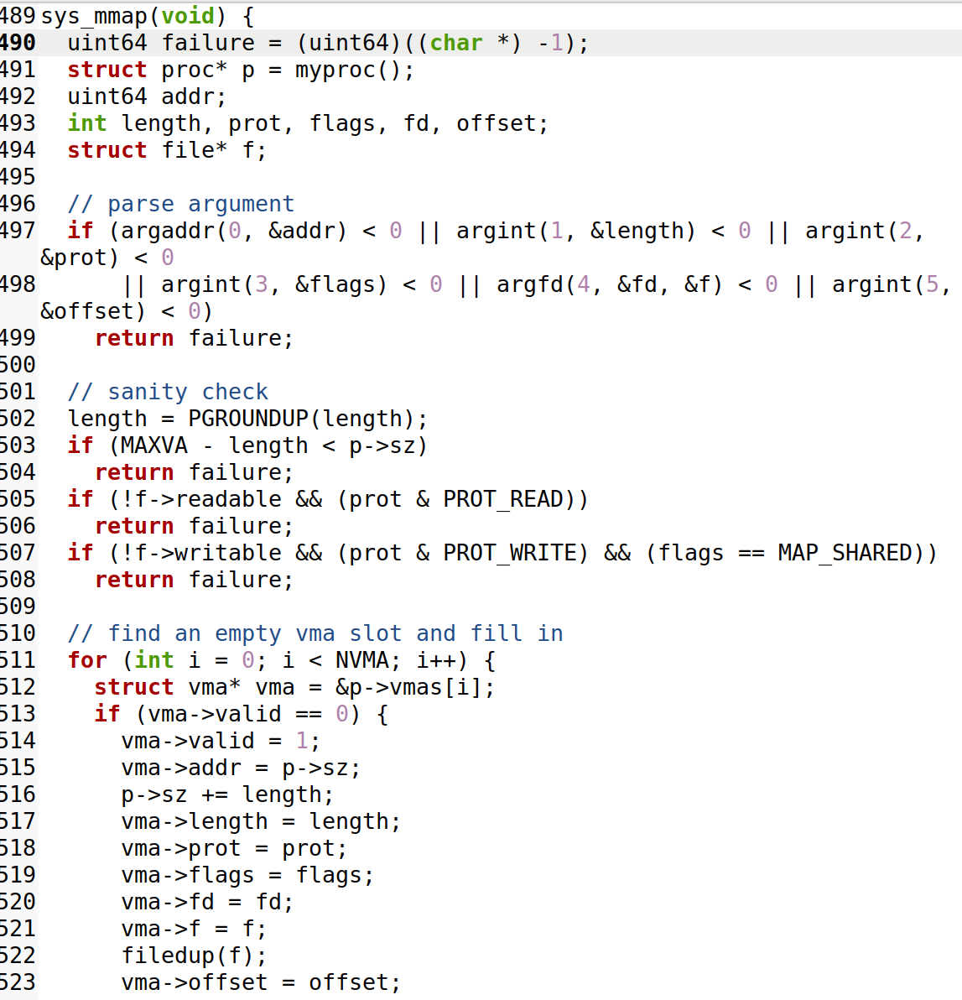 489 sys_mmap(void) {
490   uint64 failure = (uint64)((char *) -1);
491   struct proc* p = myproc();
492   uint64 addr;
493   int length, prot, flags, fd, offset;
494   struct file* f;
495
496   // parse argument
497   if (argaddr(0, &addr) < 0 || argint(1, &length) < 0 || argint(2,
&prot) < 0
498       || argint(3, &flags) < 0 || argfd(4, &fd, &f) < 0 || argint(5,
&offset) < 0)
499     return failure;
500
501   // sanity check
502   length = PGROUNDUP(length);
503   if (MAXVA - length < p->sz)
504     return failure;
505   if (!f->readable && (prot & PROT_READ))
506     return failure;
507   if (!f->writable && (prot & PROT_WRITE) && (flags == MAP_SHARED))
508     return failure;
509
510   // find an empty vma slot and fill in
511   for (int i = 0; i < NVMA; i++) {
512     struct vma* vma = &p->vmas[i];
513     if (vma->valid == 0) {
514       vma->valid = 1;
515       vma->addr = p->sz;
516       p->sz += length;
517       vma->length = length;
518       vma->prot = prot;
519       vma->flags = flags;
520       vma->fd = fd;
521       vma->f = f;
522       filedup(f);
523       vma->offset = offset;